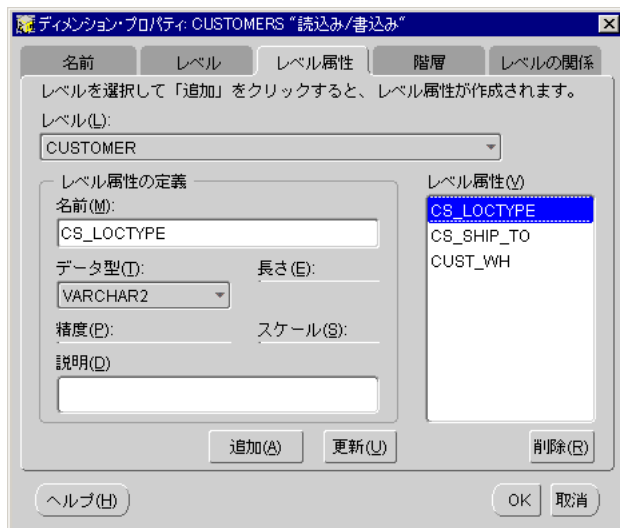 ディメンション・プロパティ: CUSTOMERS “読込み/書込み“
名前 レベル レベル属性 階層 レベルの関係
レベルを選択して「追加」をクリックすると、レベル属性が作成されます。
レベル(L):
CUSTOMER
レベル属性の定義
名前(M):
CS_LOCTYPE
データ型(T): 長さ(E):
VARCHAR2
精度(P): スケール(S):
説明(D)
レベル属性(V)
CS_LOCTYPE
CS_SHIP_TO
CUST_WH
追加(A) 更新(U) 削除(R)
ヘルプ(H) OK 取消